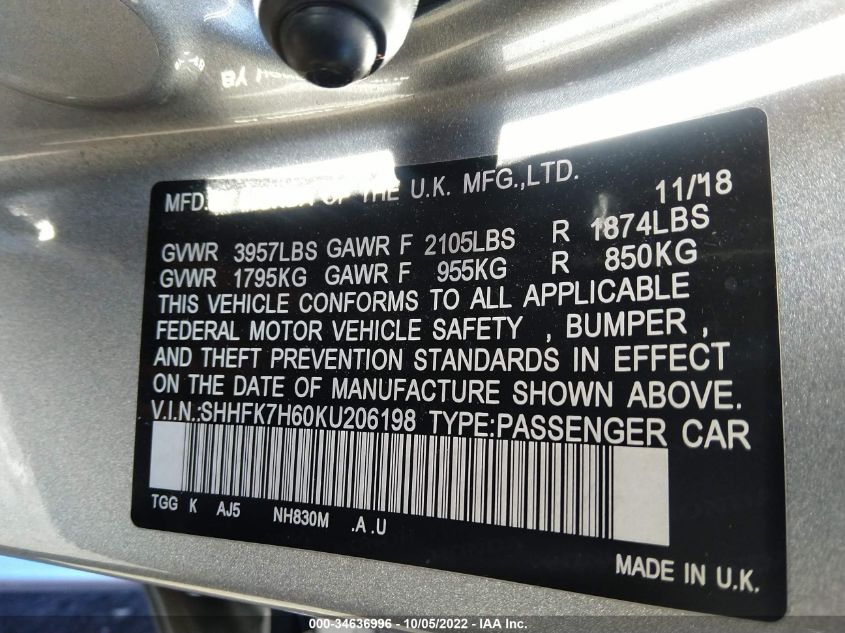 MFD. OF THE U.K. MFG.,LTD. 11/18
GVWR 3957LBS GAWR F 2105LBS R 1874LBS
GVWR 1795KG GAWR F 955KG R 850KG
THIS VEHICLE CONFORMS TO ALL APPLICABLE
FEDERAL MOTOR VEHICLE SAFETY , BUMPER ,
AND THEFT PREVENTION STANDARDS IN EFFECT
ON THE DATE OF MANUFACTURE SHOWN ABOVE.
V.I.N.:SHHFK7H60KU206198 TYPE:PASSENGER CAR
TGG K AJ5 NH830M .A .U
MADE IN U.K.
000-34636996 - 10/05/2022 - IAA Inc.